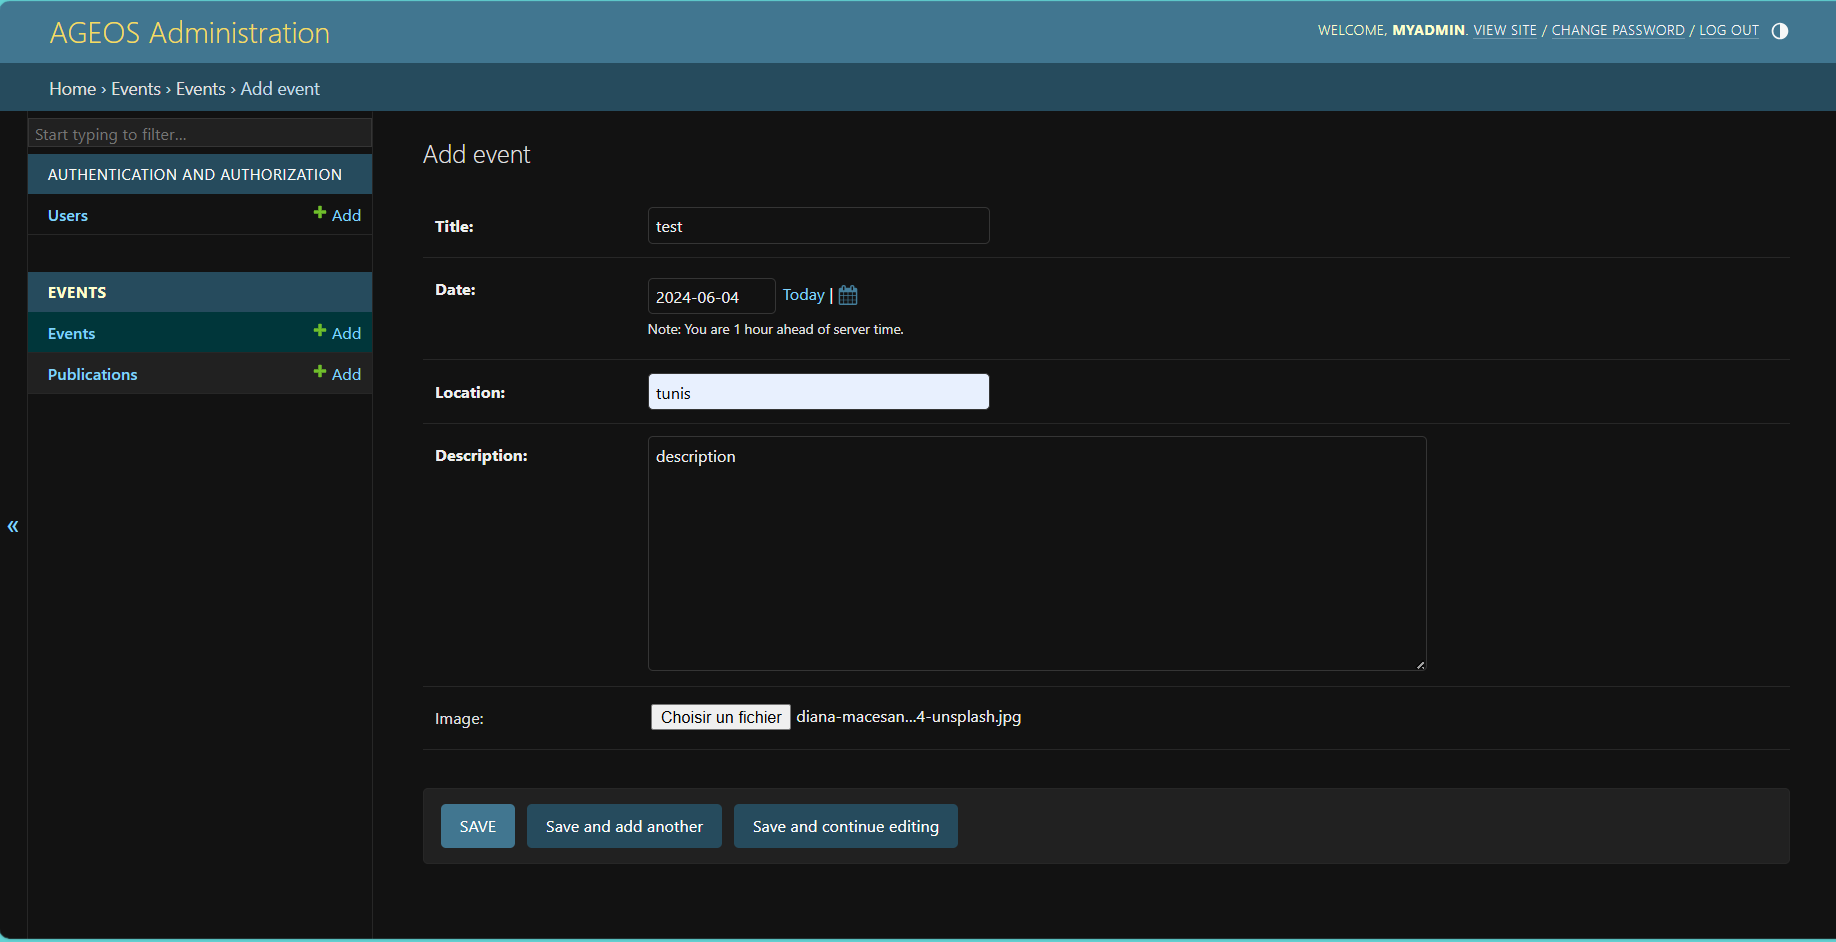 AGEOS Administration
WELCOME, MYADMIN. VIEW SITE / CHANGE PASSWORD / LOG OUT
Home › Events › Events › Add event
Start typing to filter...
AUTHENTICATION AND AUTHORIZATION
Users + Add
EVENTS
Events + Add
Publications + Add
«
Add event
Title: test
Date: 2024-06-04 Today |
Note: You are 1 hour ahead of server time.
Location: tunis
Description: description
Image: Choisir un fichier diana-macesan...4-unsplash.jpg
SAVE Save and add another Save and continue editing